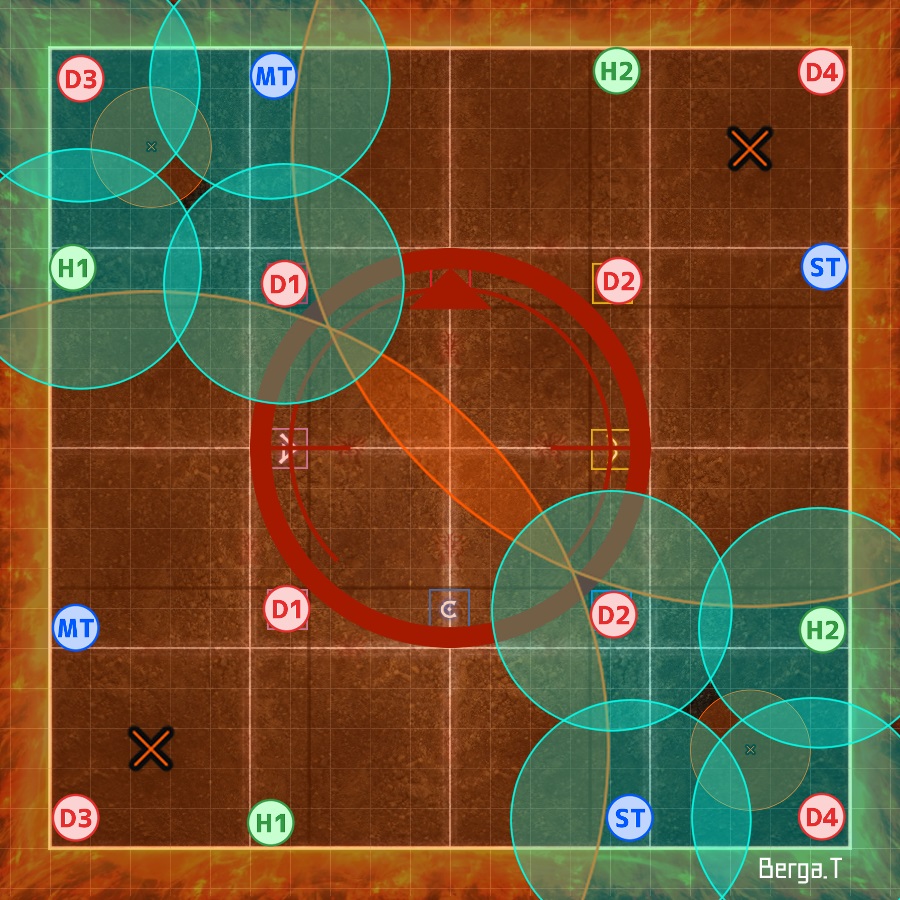 D3 MT H2 D4
H1 D1 D2 ST
C
MT D1 D2 H2
D3 H1 ST D4
Berga.T